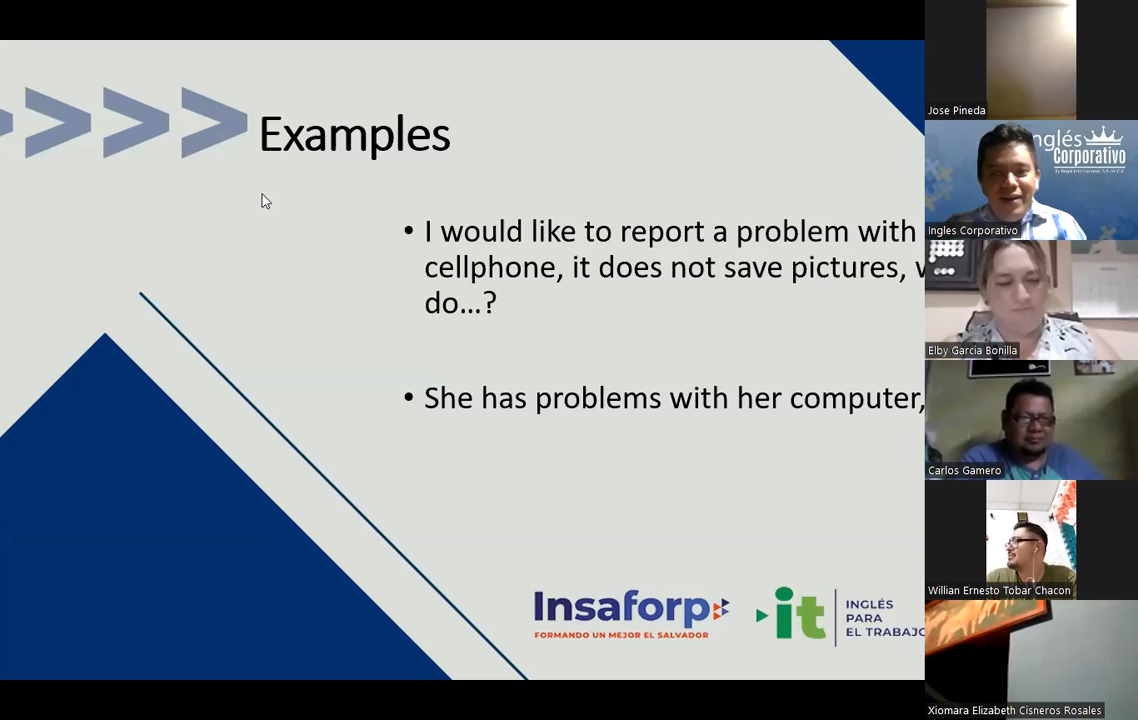 Examples
• I would like to report a problem with
cellphone, it does not save pictures,
do...?
• She has problems with her computer,
Insaforp
FORMANDO UN MEJOR EL SALVADOR
it
INGLÉS
PARA
EL TRABAJO
Jose Pineda
Inglés
Corporativo
Ingles Corporativo
Elby Garcia Bonilla
Carlos Gamero
Willian Ernesto Tobar Chacon
Xiomara Elizabeth Cisneros Rosales